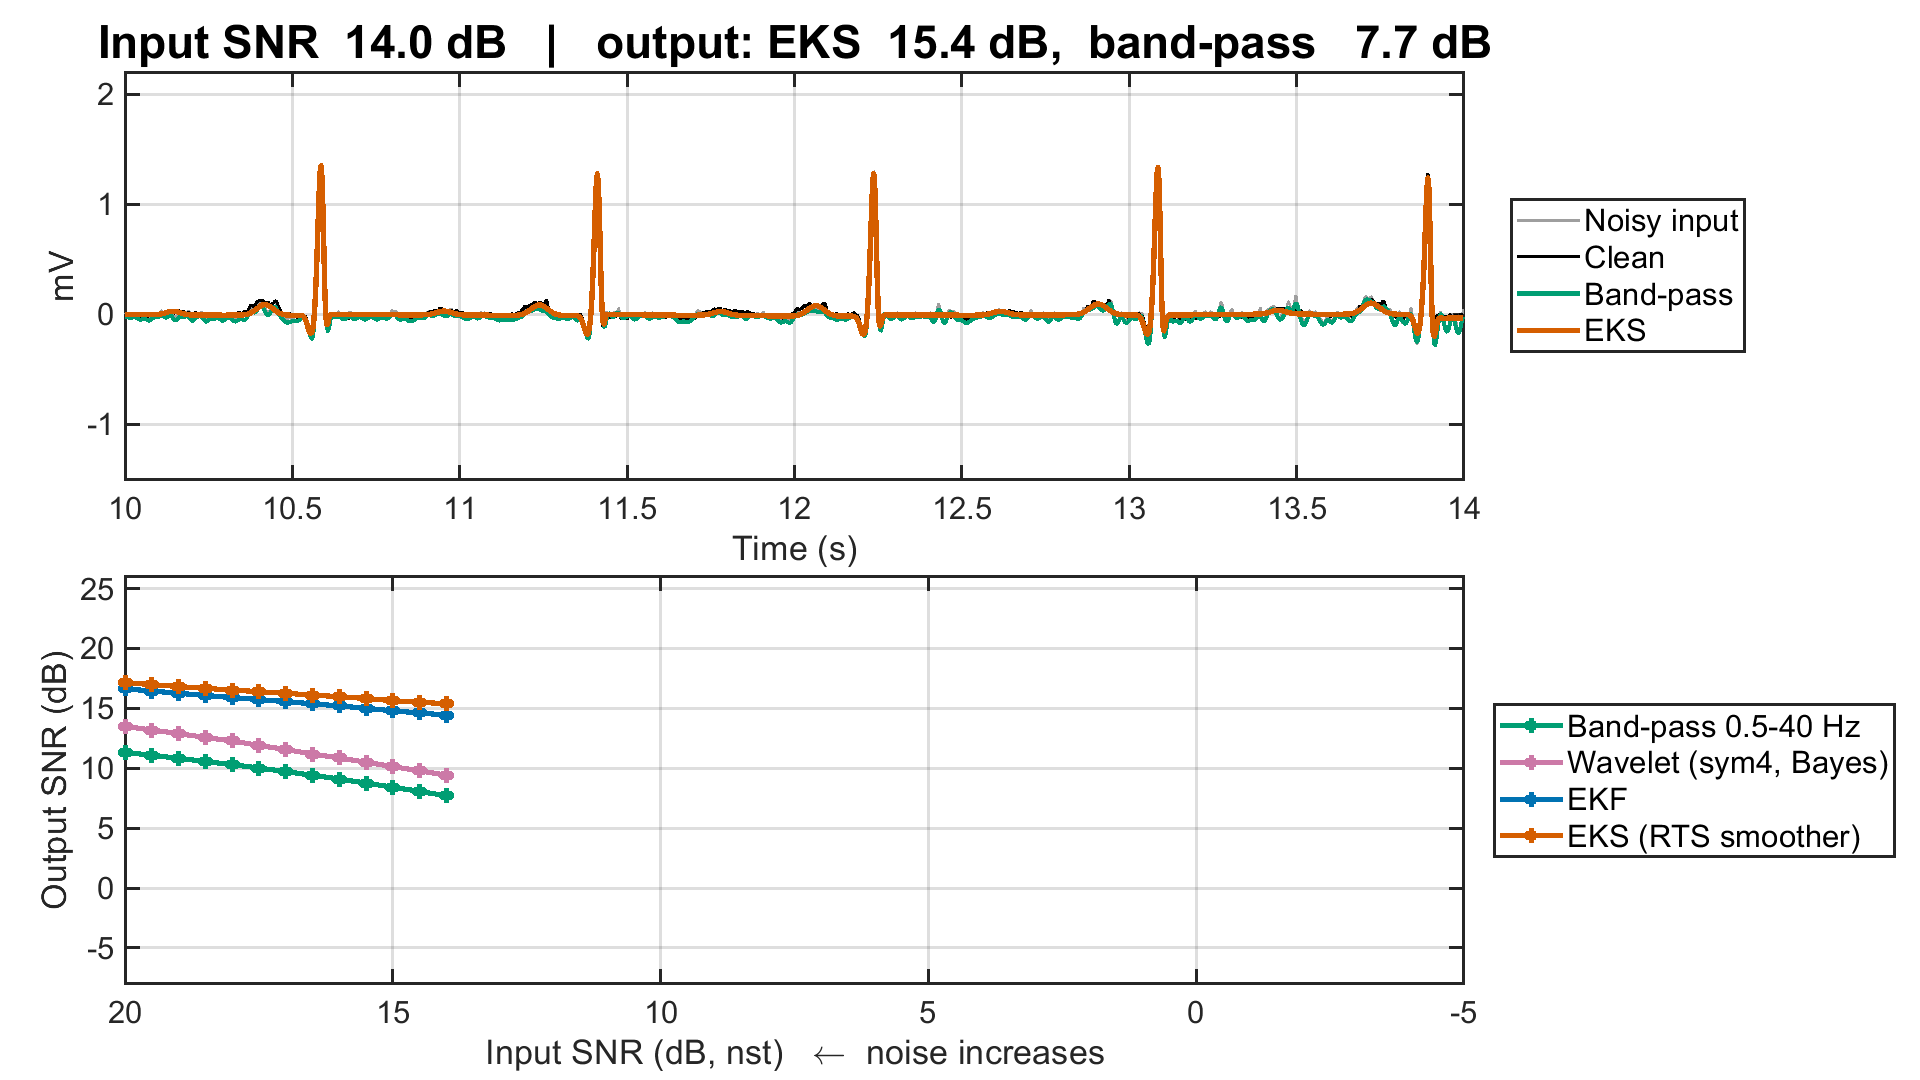 Input SNR 14.0 dB | output: EKS 15.4 dB, band-pass 7.7 dB
2
1
0
-1
mV
10 10.5 11 11.5 12 12.5 13 13.5 14
Time (s)
Noisy input
Clean
Band-pass
EKS
25
20
15
10
5
0
-5
Output SNR (dB)
20 15 10 5 0 -5
Input SNR (dB, nst) ← noise increases
Band-pass 0.5-40 Hz
Wavelet (sym4, Bayes)
EKF
EKS (RTS smoother)